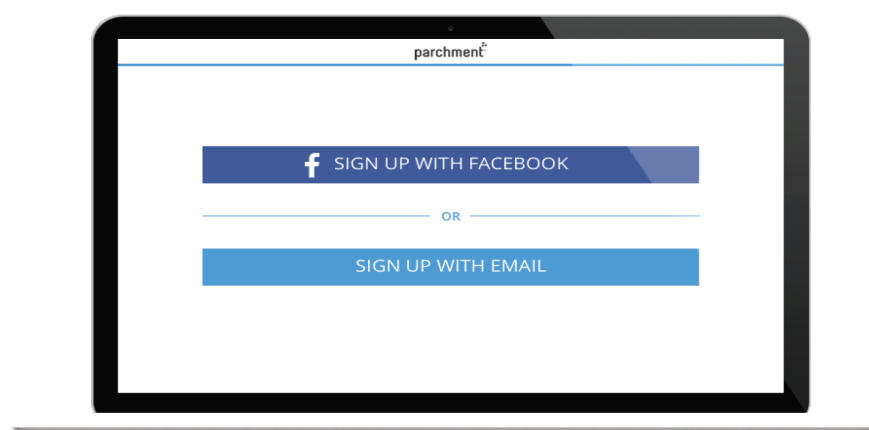 parchment
SIGN UP WITH FACEBOOK
OR
SIGN UP WITH EMAIL